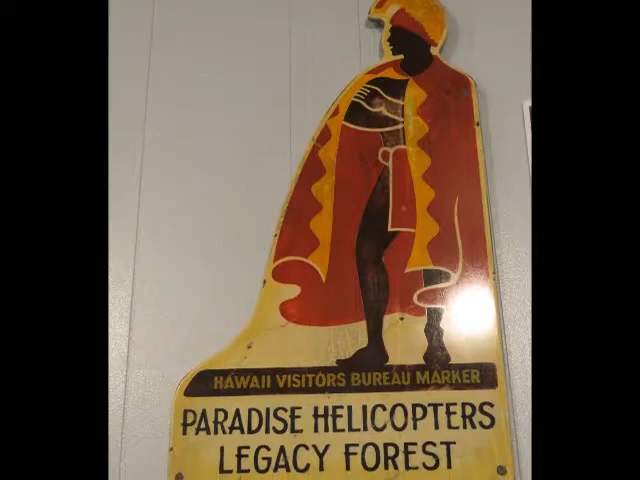 HAWAII VISITORS BUREAU MARKER
PARADISE HELICOPTERS
LEGACY FOREST